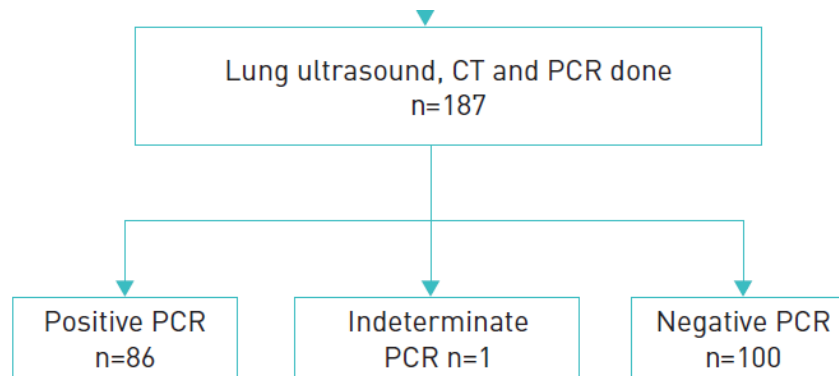 Lung ultrasound, CT and PCR done
n=187
Positive PCR
n=86
Indeterminate
PCR n=1
Negative PCR
n=100